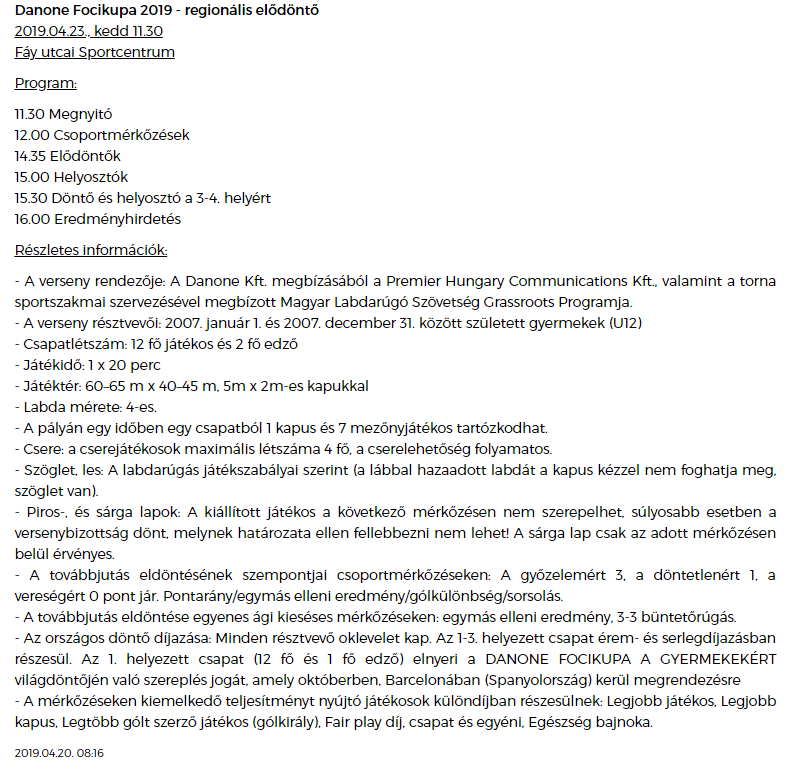 Danone Focikupa 2019 - regionális elődöntő
2019.04.23., kedd 11.30
Fáy utcai Sportcentrum
Program:
11.30 Megnyitó
12.00 Csoportmérkőzések
14.35 Elődöntők
15.00 Helyosztók
15.30 Döntő és helyosztó a 3-4. helyért
16.00 Eredményhirdetés
Részletes információk:
- A verseny rendezője: A Danone Kft. megbízásából a Premier Hungary Communications Kft., valamint a torna
sportszakmai szervezésével megbízott Magyar Labdarúgó Szövetség Grassroots Programja.
- A verseny résztvevői: 2007. január 1. és 2007. december 31. között született gyermekek (U12)
- Csapatlétszám: 12 fő játékos és 2 fő edző
- Játékidő: 1 x 20 perc
- Játéktér: 60–65 m x 40–45 m, 5m x 2m-es kapukkal
- Labda mérete: 4-es.
- A pályán egy időben egy csapatból 1 kapus és 7 mezőnyjátékos tartózkodhat.
- Csere: a cserejátékosok maximális létszáma 4 fő, a cserelehetőség folyamatos.
- Szöglet, les: A labdarúgás játékszabályai szerint (a lábbal hazaadott labdát a kapus kézzel nem foghatja meg,
szöglet van).
- Piros-, és sárga lapok: A kiállított játékos a következő mérkőzésen nem szerepelhet, súlyosabb esetben a
versenybizottság dönt, melynek határozata ellen fellebbezni nem lehet! A sárga lap csak az adott mérkőzésen
belül érvényes.
- A továbbjutás eldöntésének szempontjai csoportmérkőzéseken: A győzelemért 3, a döntetlenért 1, a
vereségért 0 pont jár. Pontarány/egymás elleni eredmény/gólkülönbség/sorsolás.
- A továbbjutás eldöntése egyenes ági kieséses mérkőzéseken: egymás elleni eredmény, 3-3 büntetőrúgás.
- Az országos döntő díjazása: Minden résztvevő oklevelet kap. Az 1-3. helyezett csapat érem- és serlegdíjazásban
részesül. Az 1. helyezett csapat (12 fő és 1 fő edző) elnyeri a DANONE FOCIKUPA A GYERMEKEKÉRT
világdöntőjén való szereplés jogát, amely októberben, Barcelonában (Spanyolország) kerül megrendezésre
- A mérkőzéseken kiemelkedő teljesítményt nyújtó játékosok különdíjban részesülnek: Legjobb játékos, Legjobb
kapus, Legtöbb gólt szerző játékos (gólkirály), Fair play díj, csapat és egyéni, Egészség bajnoka.
2019.04.20. 08:16